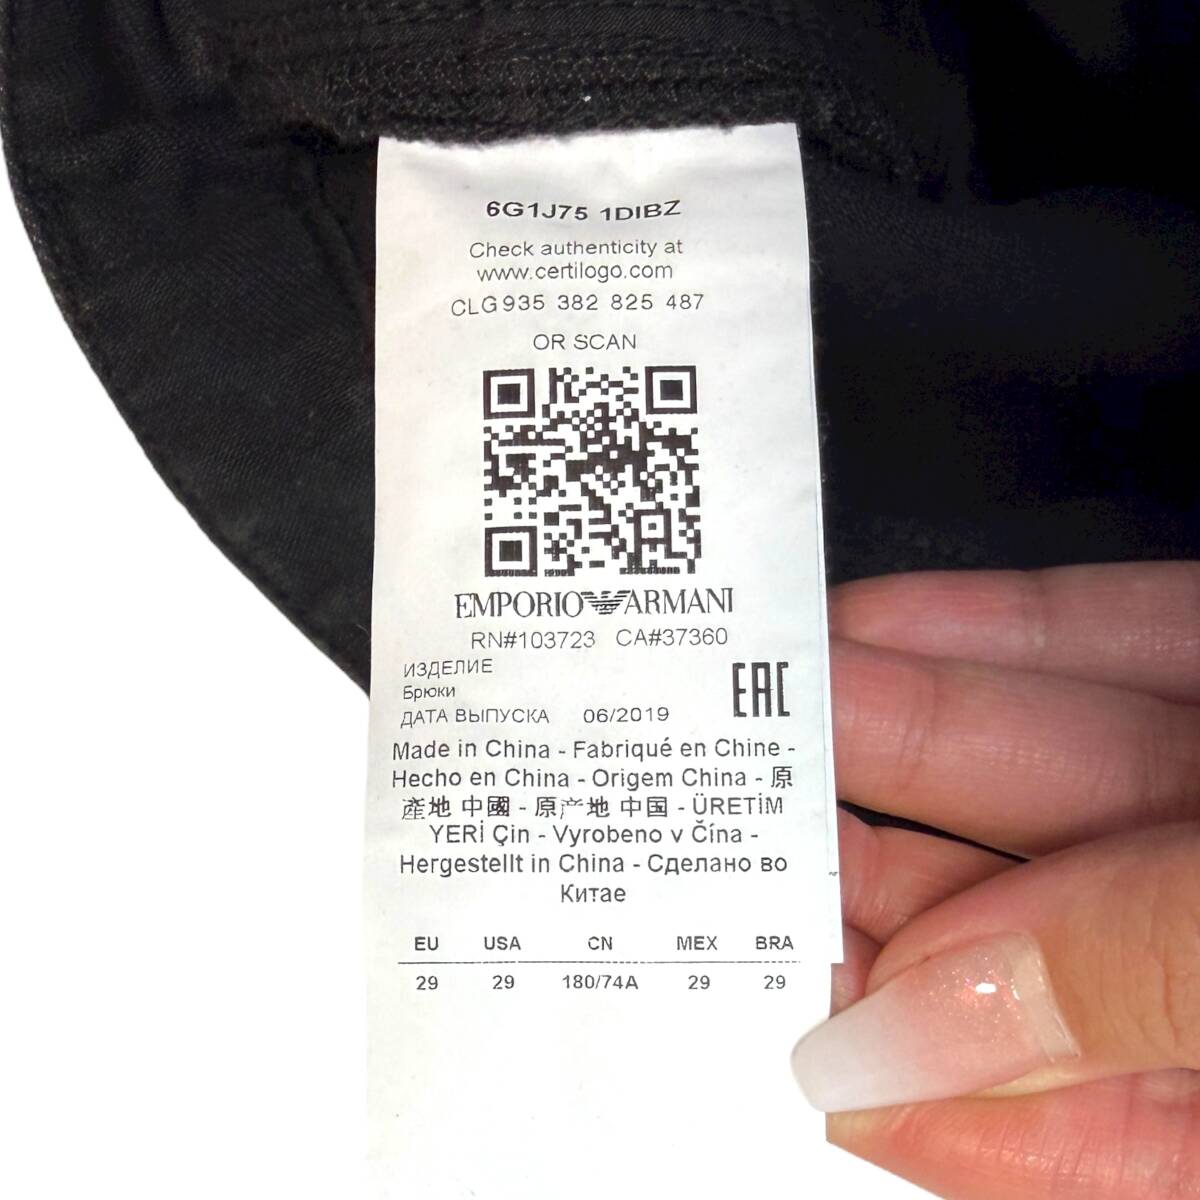 6G1J75 1DIBZ
Check authenticity at
www.certilogo.com
CLG935 382 825 487
OR SCAN
EMPORIO ARMANI
RN#103723 CA#37360
ИЗДЕЛИЕ
Брюки
ДАТА ВЫПУСКА 06/2019
EAC
Made in China - Fabriqué en Chine -
Hecho en China - Origem China - 原
產地 中國 - 原产地 中国 - ÜRETİM
YERİ Çin - Vyrobeno v Čína -
Hergestellt in China - Сделано во
Китае
EU USA CN MEX BRA
29 29 180/74A 29 29